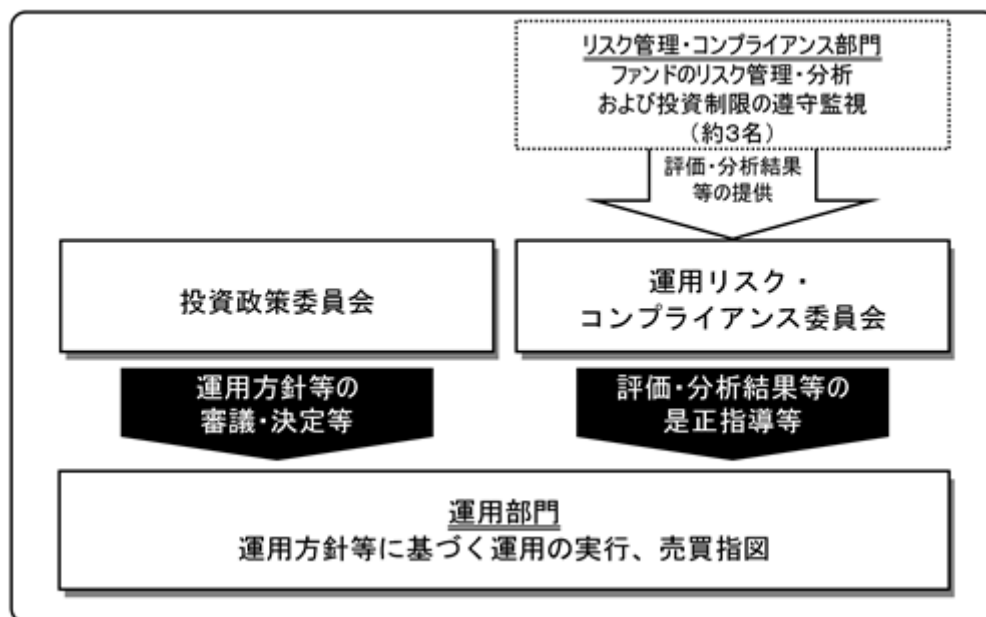 リスク管理・コンプライアンス部門
ファンドのリスク管理・分析
および投資制限の遵守監視
（約3名）
評価・分析結果
等の提供
投資政策委員会
運用リスク・
コンプライアンス委員会
運用方針等の
審議・決定等
評価・分析結果等の
是正指導等
運用部門
運用方針等に基づく運用の実行、売買指図